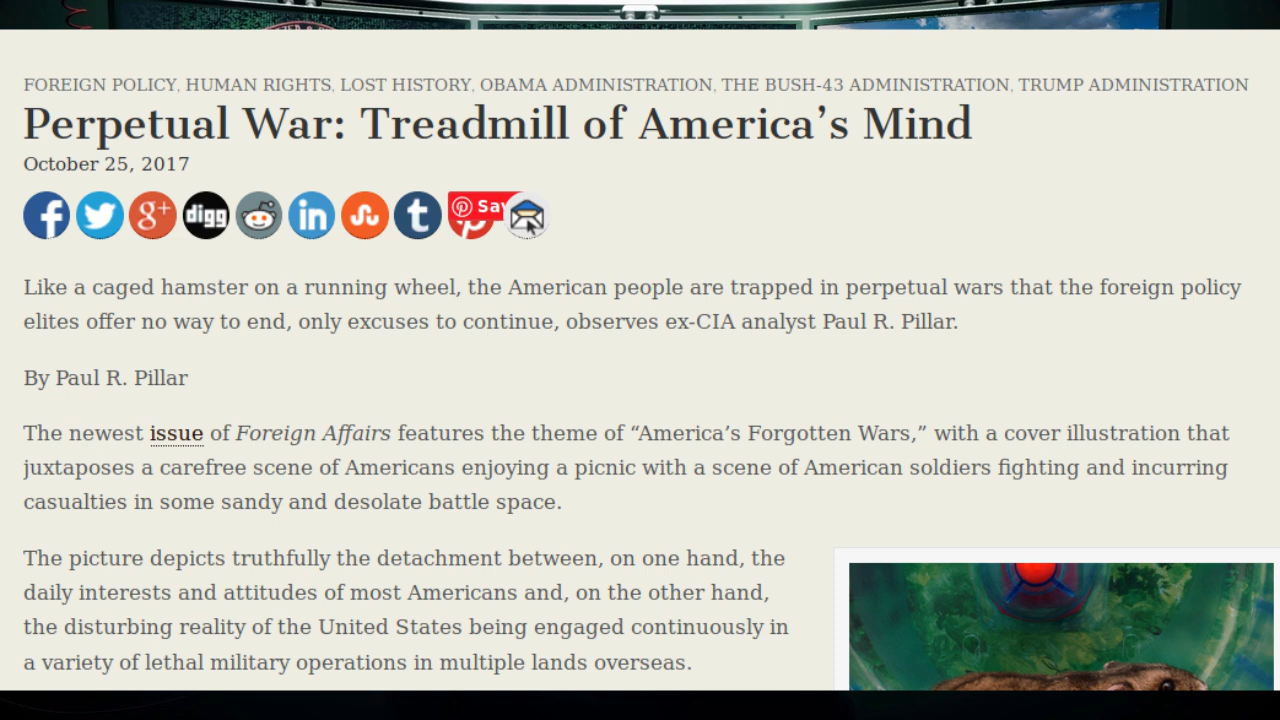 FOREIGN POLICY, HUMAN RIGHTS, LOST HISTORY, OBAMA ADMINISTRATION, THE BUSH-43 ADMINISTRATION, TRUMP ADMINISTRATION
Perpetual War: Treadmill of America’s Mind
October 25, 2017
f g+ digg in t Sav
Like a caged hamster on a running wheel, the American people are trapped in perpetual wars that the foreign policy
elites offer no way to end, only excuses to continue, observes ex-CIA analyst Paul R. Pillar.
By Paul R. Pillar
The newest issue of Foreign Affairs features the theme of “America’s Forgotten Wars,” with a cover illustration that
juxtaposes a carefree scene of Americans enjoying a picnic with a scene of American soldiers fighting and incurring
casualties in some sandy and desolate battle space.
The picture depicts truthfully the detachment between, on one hand, the
daily interests and attitudes of most Americans and, on the other hand,
the disturbing reality of the United States being engaged continuously in
a variety of lethal military operations in multiple lands overseas.